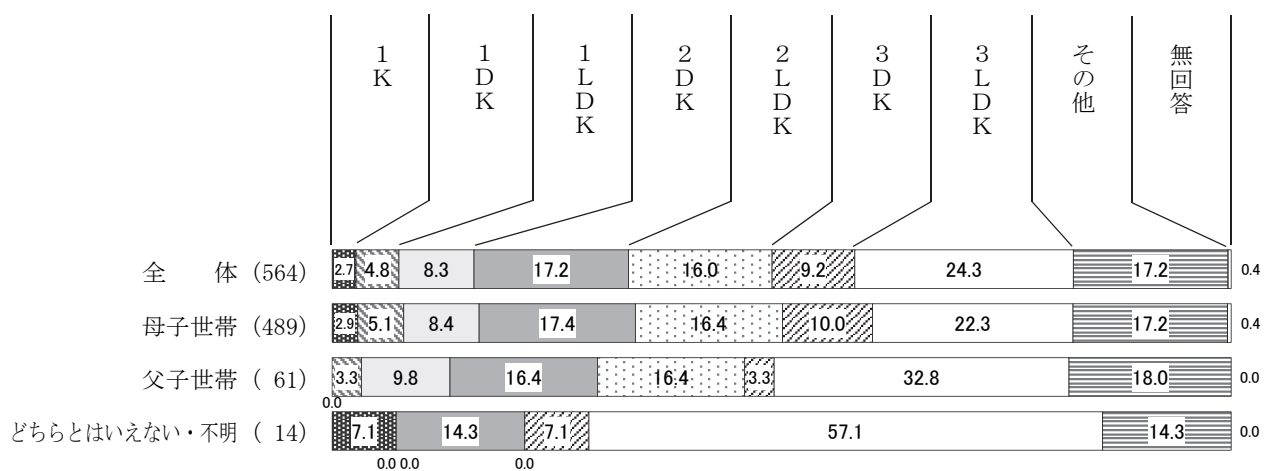 1K
1DK
1LDK
2DK
2LDK
3DK
3LDK
その他
無回答
全　　体 (564) 2.7 4.8 8.3 17.2 16.0 9.2 24.3 17.2 0.4
母子世帯 (489) 2.9 5.1 8.4 17.4 16.4 10.0 22.3 17.2 0.4
父子世帯 ( 61) 3.3 9.8 16.4 16.4 3.3 32.8 18.0 0.0
0.0
どちらとはいえない・不明 ( 14) 7.1 14.3 7.1 57.1 14.3 0.0
0.0 0.0 0.0